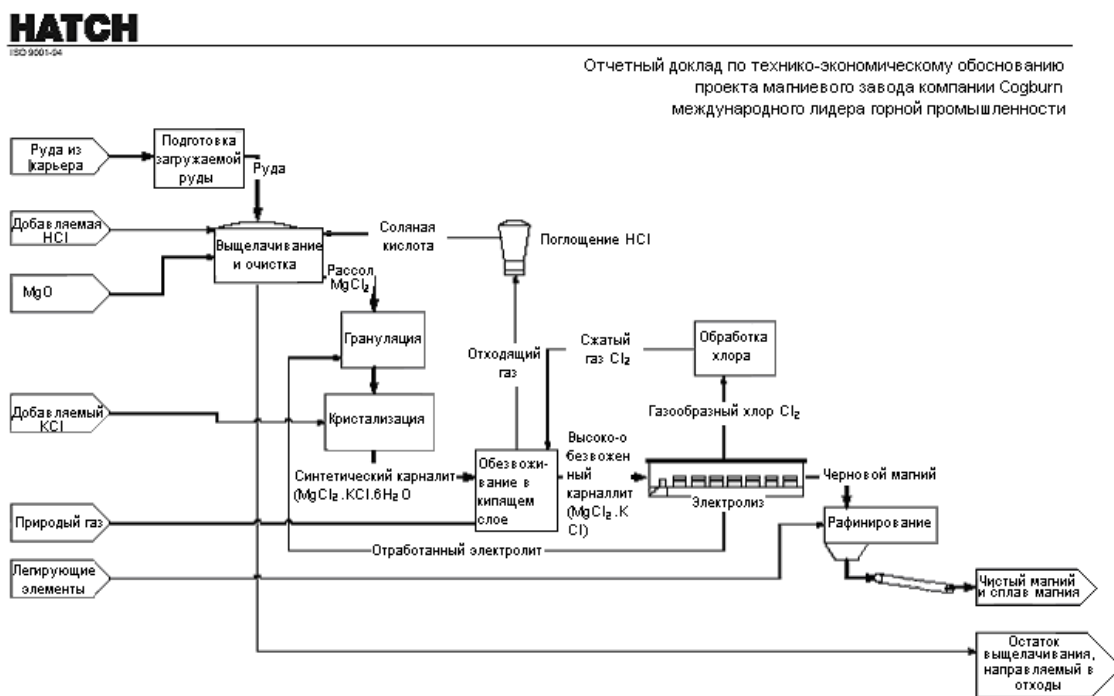 HATCH
ISO 9001-94
Отчетный доклад по технико-экономическому обоснованию
проекта магниевого завода компании Cogburn
международного лидера горной промышленности
Руда из
карьера
Подготовка
загружаемой
руды
Руда
Добавляемая
HCl
Выщелачивание
и очистка
Соляная
кислота
Поглощение HCl
MgO
Рассол
MgCl₂
Грануляция
Отходящий
газ
Сжатый
газ Cl₂
Обработка
хлора
Добавляемый
KCl
Кристализация
Газообразный хлор Cl₂
Синтетический карналит
(MgCl₂.KCl.6H₂O
Обезвожи-
вание в
кипящем
слое
Высоко-о
безвожен
ный
карналлит
(MgCl₂.K
Cl)
Электролиз
Черновой магний
Природый газ
Рафинирование
Отработанный электролит
Легирующие
элементы
Чистый магний
и сплав магния
Остаток
выщелачивания,
направляемый в
отходы